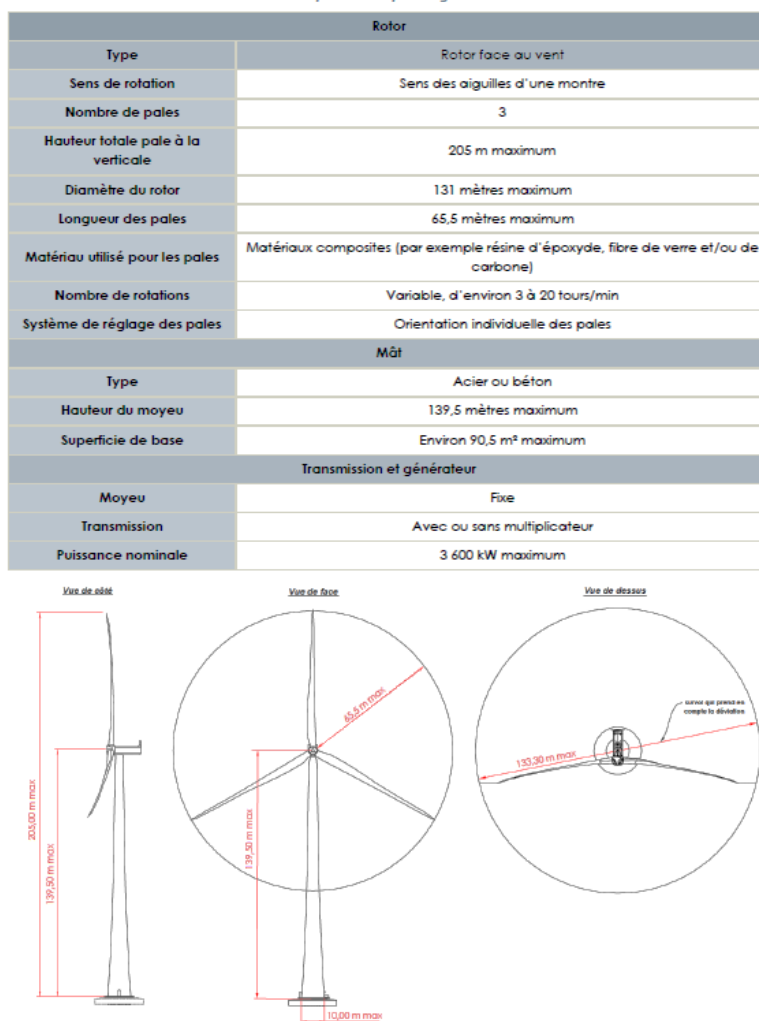 Rotor
Type Rotor face au vent
Sens de rotation Sens des aiguilles d'une montre
Nombre de pales 3
Hauteur totale pale à la
verticale 205 m maximum
Diamètre du rotor 131 mètres maximum
Longueur des pales 65,5 mètres maximum
Matériau utilisé pour les pales Matériaux composites (par exemple résine d'époxyde, fibre de verre et/ou de
carbone)
Nombre de rotations Variable, d'environ 3 à 20 tours/min
Système de réglage des pales Orientation individuelle des pales
Mât
Type Acier ou béton
Hauteur du moyeu 139,5 mètres maximum
Superficie de base Environ 90,5 m² maximum
Transmission et générateur
Moyeu Fixe
Transmission Avec ou sans multiplicateur
Puissance nominale 3 600 kW maximum
Vue de côté
205,00 m max
139,50 m max
Vue de face
65,5 m max
139,50 m max
10,00 m max
Vue de dessus
survol qui prend en
compte la déviation
133,30 m max